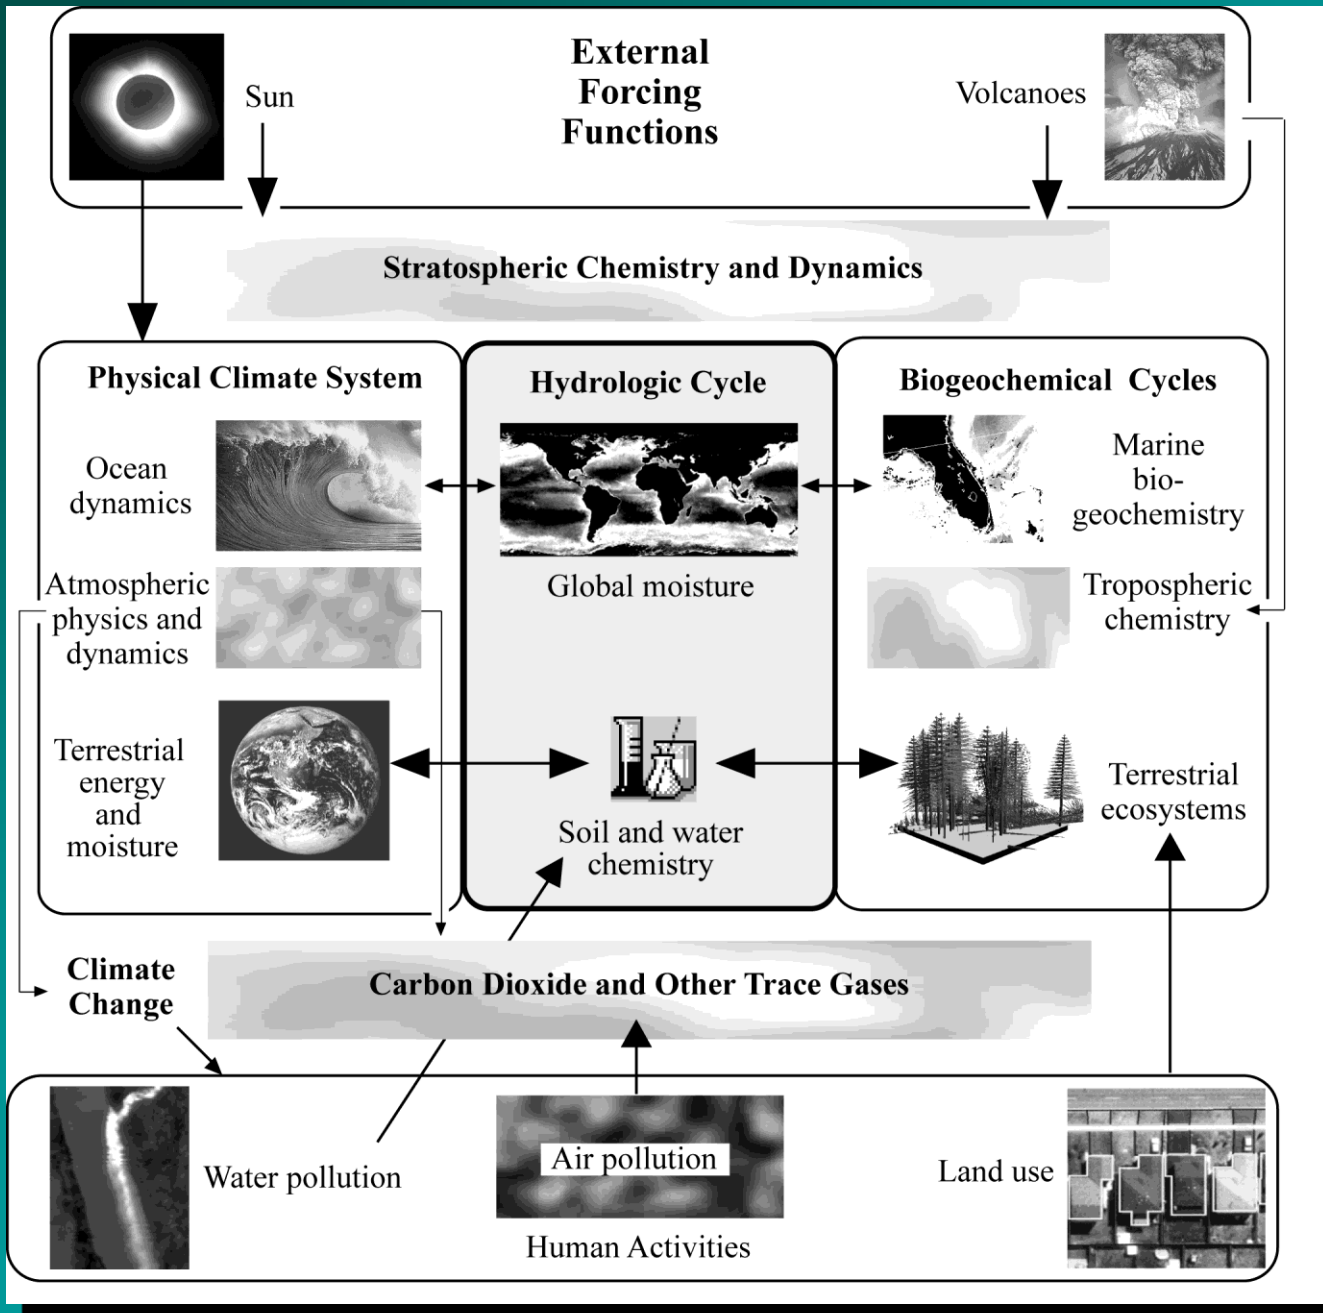 External
Forcing
Functions
Sun
Volcanoes
Stratospheric Chemistry and Dynamics
Physical Climate System
Ocean
dynamics
Atmospheric
physics and
dynamics
Terrestrial
energy
and
moisture
Hydrologic Cycle
Global moisture
Soil and water
chemistry
Biogeochemical Cycles
Marine
bio-
geochemistry
Tropospheric
chemistry
Terrestrial
ecosystems
Climate
Change
Carbon Dioxide and Other Trace Gases
Water pollution
Air pollution
Human Activities
Land use